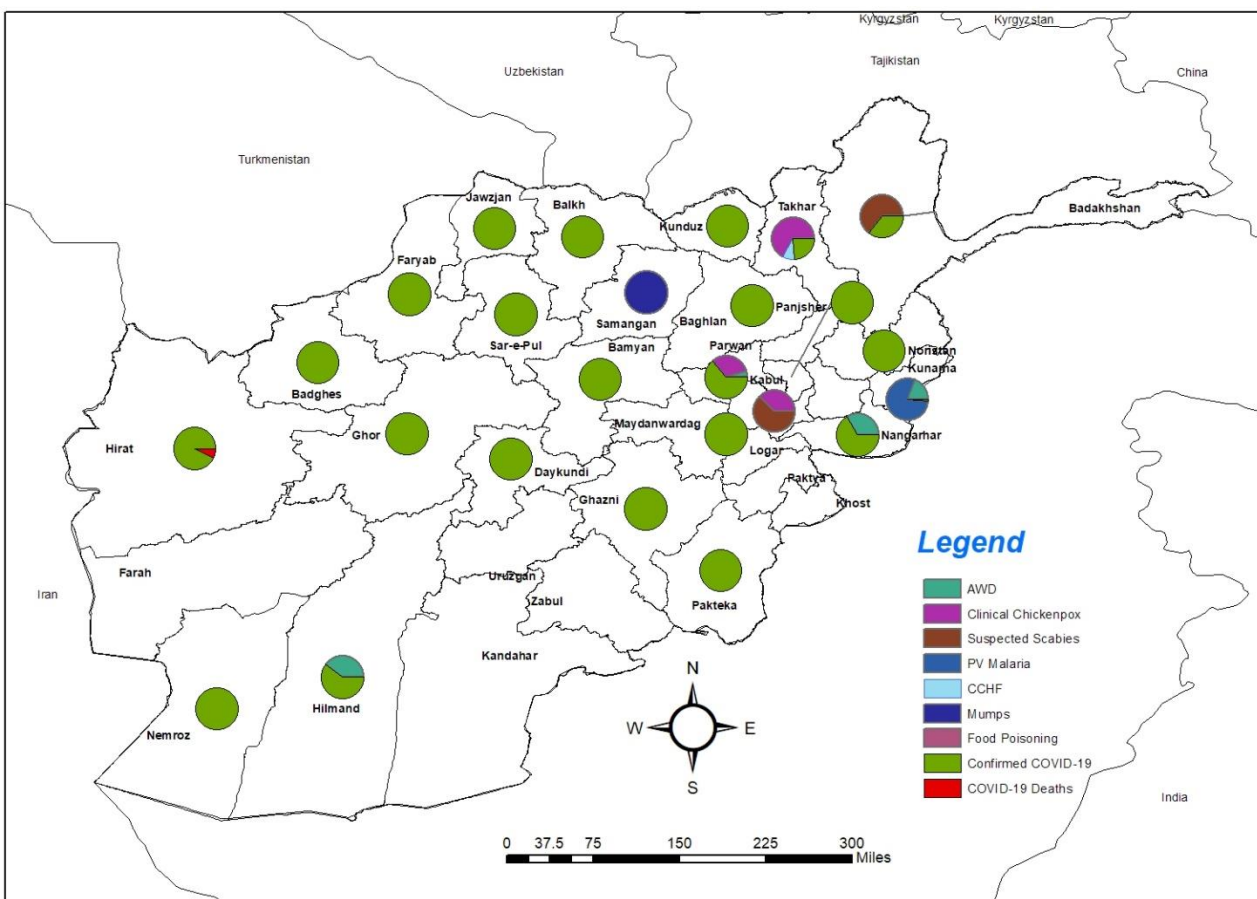 Kyrgyzstan
Kyrgyzstan
Uzbekistan
Tajikistan
China
Turkmenistan
Jawzjan
Balkh
Kunduz
Takhar
Badakhshan
Faryab
Samangan
Baghlan
Panjsher
Sar-e-Pul
Bamyan
Parwan
Noristan
Kunama
Badghes
Kabul
Maydanwardag
Hirat
Ghor
Nangarhar
Logar
Daykundi
Paktya
Ghazni
Khost
Farah
Uruzgan
Iran
Zabul
Pakteka
Kandahar
Hilmand
Nemroz
N
W
E
S
Legend
AWD
Clinical Chickenpox
Suspected Scabies
PV Malaria
CCHF
Mumps
Food Poisoning
Confirmed COVID-19
COVID-19 Deaths
India
0 37.5 75 150 225 300
Miles